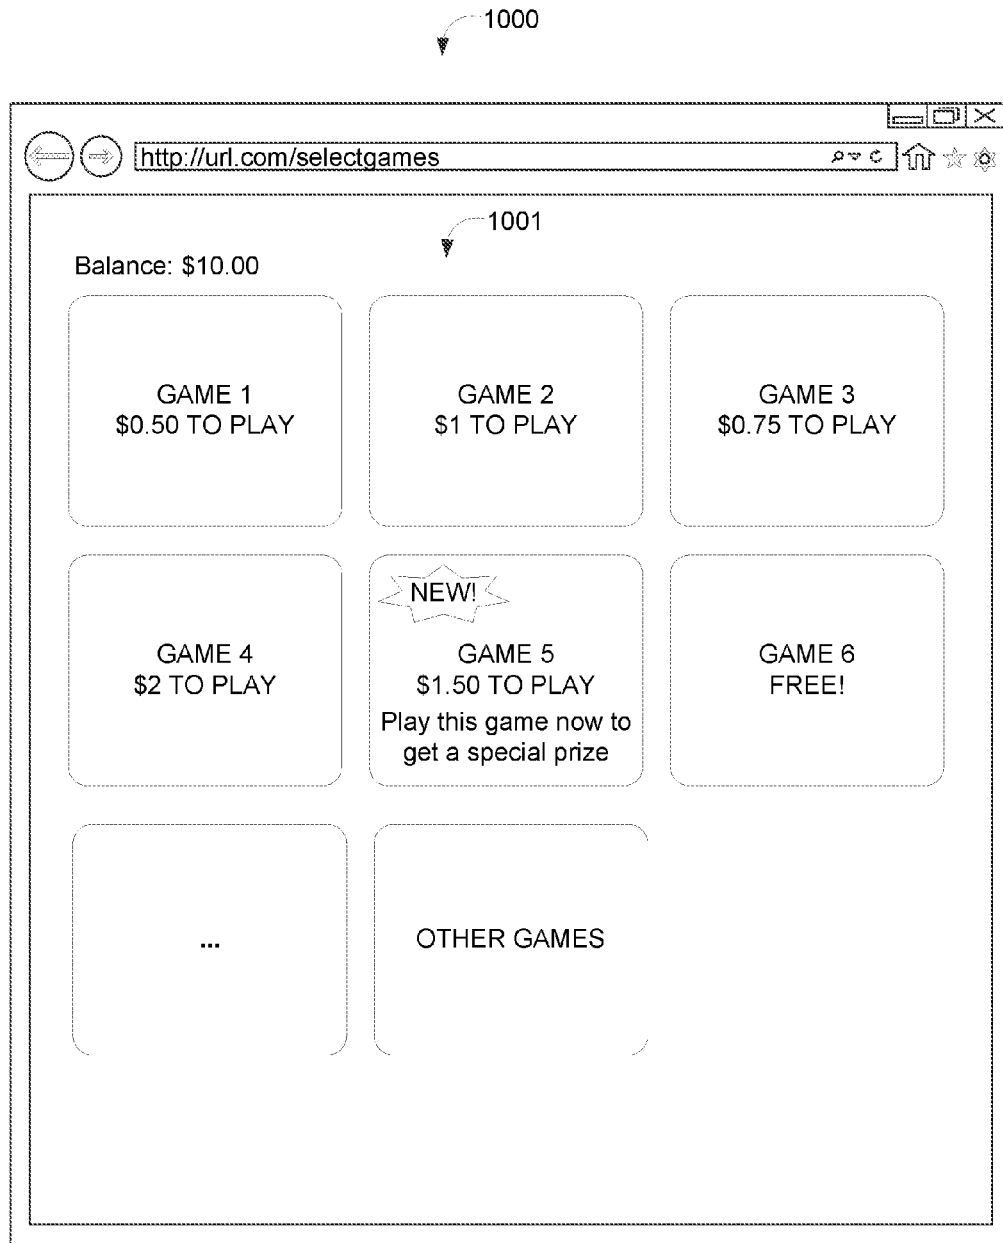 1000
http://url.com/selectgames
1001
Balance: $10.00
GAME 1
$0.50 TO PLAY
GAME 2
$1 TO PLAY
GAME 3
$0.75 TO PLAY
GAME 4
$2 TO PLAY
NEW!
GAME 5
$1.50 TO PLAY
Play this game now to
get a special prize
GAME 6
FREE!
...
OTHER GAMES